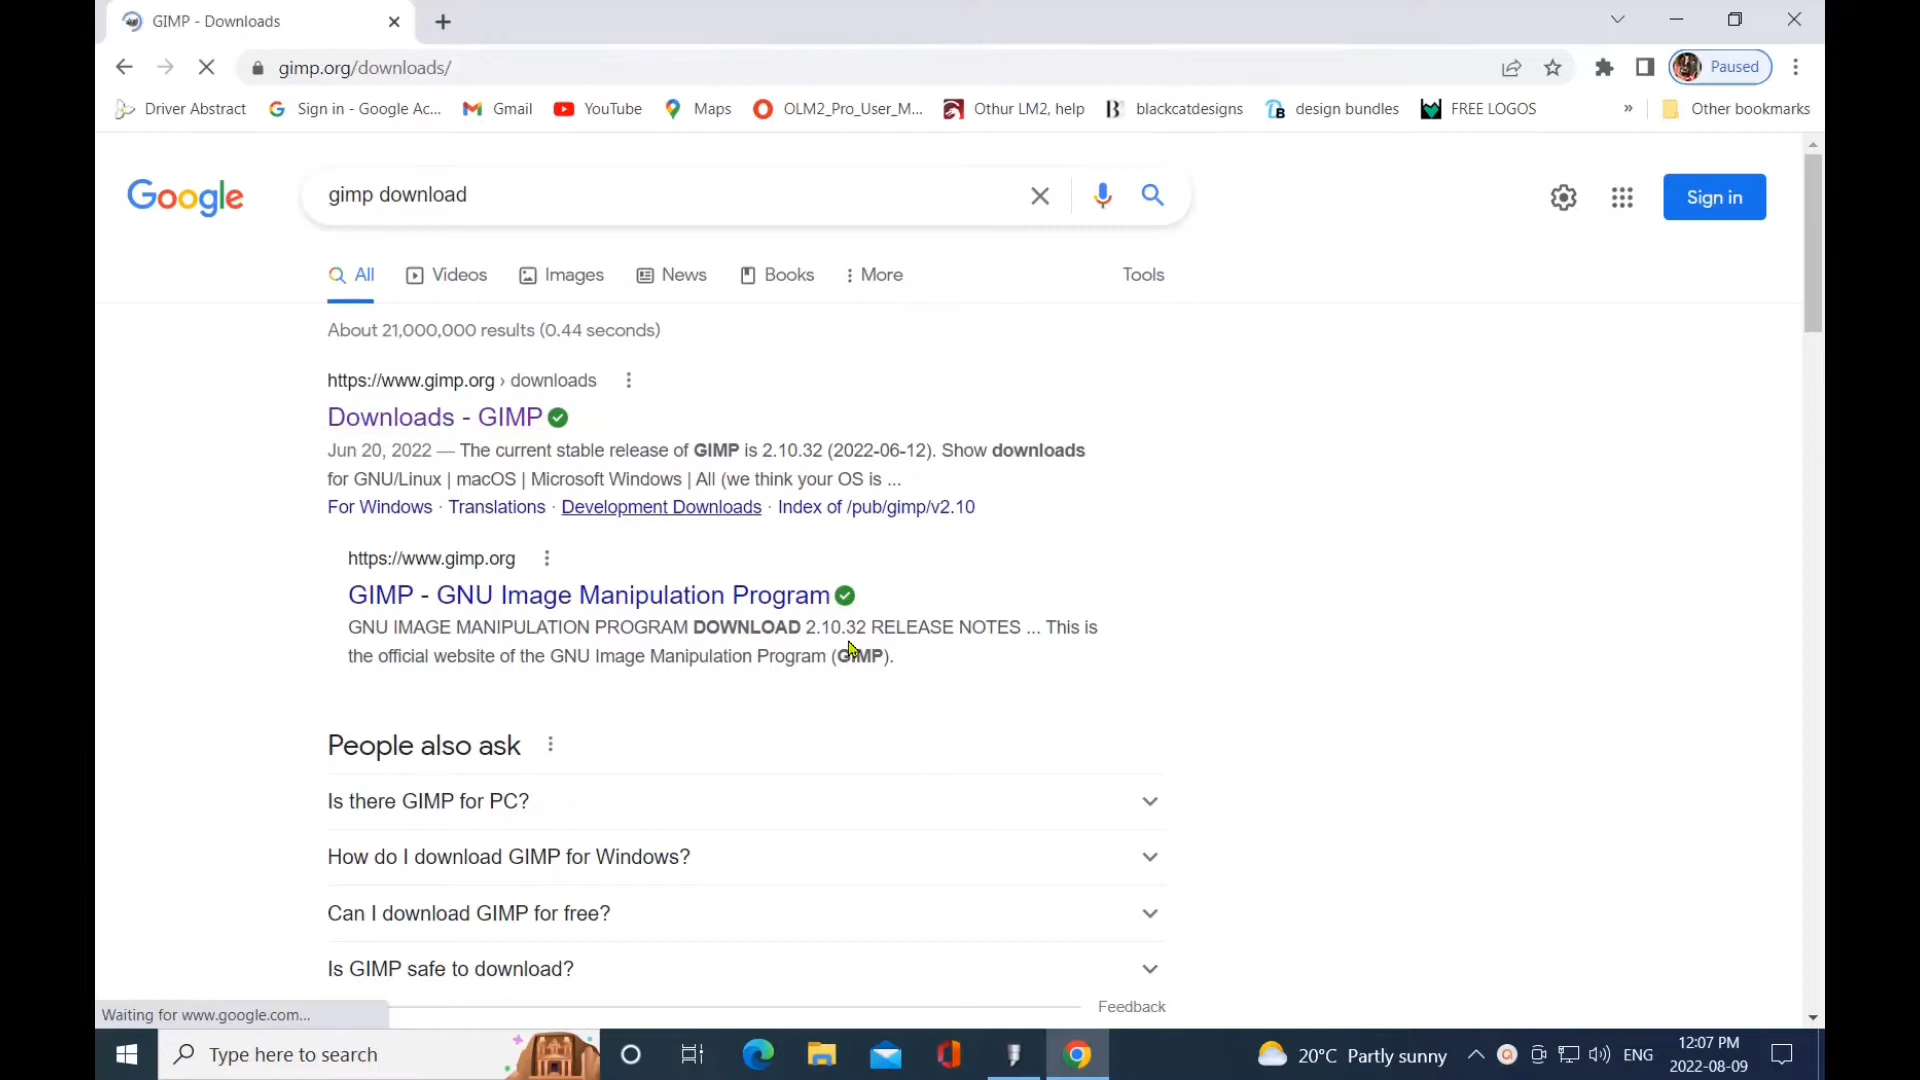 GIMP - Downloads
gimp.org/downloads/
Paused
Driver Abstract
Sign in - Google Ac...
Gmail
YouTube
Maps
OLM2_Pro_User_M...
Othur LM2, help
blackcatdesigns
design bundles
FREE LOGOS
»
Other bookmarks
Google
gimp download
Sign in
All
Videos
Images
News
Books
More
Tools
About 21,000,000 results (0.44 seconds)
https://www.gimp.org › downloads
Downloads - GIMP
Jun 20, 2022 — The current stable release of GIMP is 2.10.32 (2022-06-12). Show downloads
for GNU/Linux | macOS | Microsoft Windows | All (we think your OS is ...
For Windows · Translations · Development Downloads · Index of /pub/gimp/v2.10
https://www.gimp.org
GIMP - GNU Image Manipulation Program
GNU IMAGE MANIPULATION PROGRAM DOWNLOAD 2.10.32 RELEASE NOTES ... This is
the official website of the GNU Image Manipulation Program (GIMP).
People also ask
Is there GIMP for PC?
How do I download GIMP for Windows?
Can I download GIMP for free?
Is GIMP safe to download?
Feedback
Waiting for www.google.com...
Type here to search
20°C Partly sunny
ENG
12:07 PM
2022-08-09